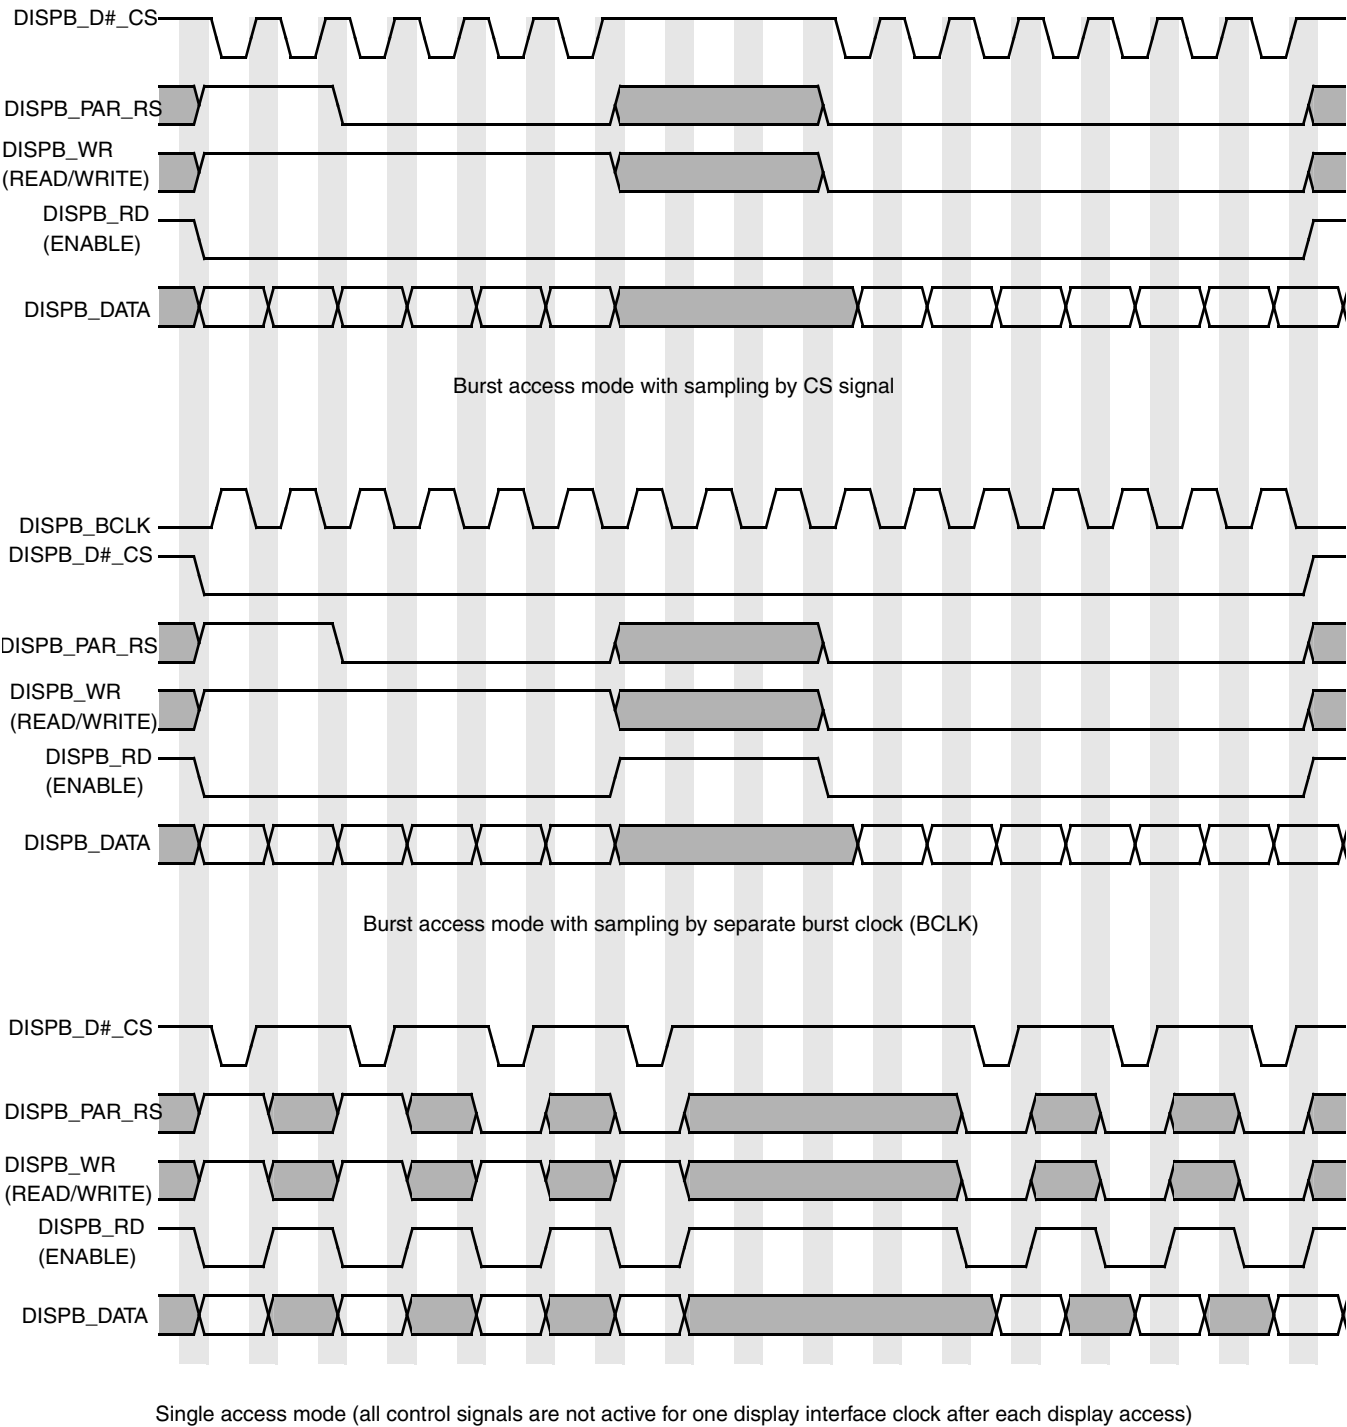 DISPB_D#_CS
DISPB_PAR_RS
DISPB_WR
(READ/WRITE)
DISPB_RD
(ENABLE)
DISPB_DATA
Burst access mode with sampling by CS signal
DISPB_BCLK
DISPB_D#_CS
DISPB_PAR_RS
DISPB_WR
(READ/WRITE)
DISPB_RD
(ENABLE)
DISPB_DATA
Burst access mode with sampling by separate burst clock (BCLK)
DISPB_D#_CS
DISPB_PAR_RS
DISPB_WR
(READ/WRITE)
DISPB_RD
(ENABLE)
DISPB_DATA
Single access mode (all control signals are not active for one display interface clock after each display access)